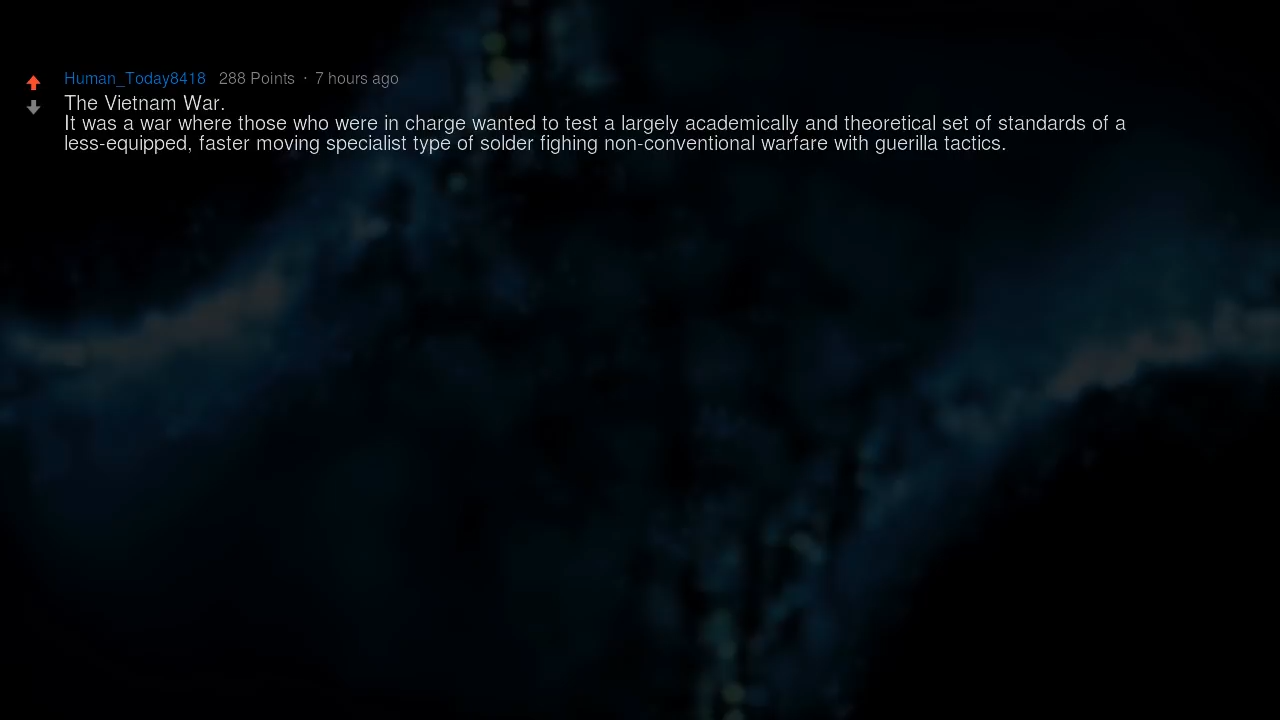 Human_Today8418 288 Points · 7 hours ago
The Vietnam War.
It was a war where those who were in charge wanted to test a largely academically and theoretical set of standards of a
less-equipped, faster moving specialist type of solder fighing non-conventional warfare with guerilla tactics.